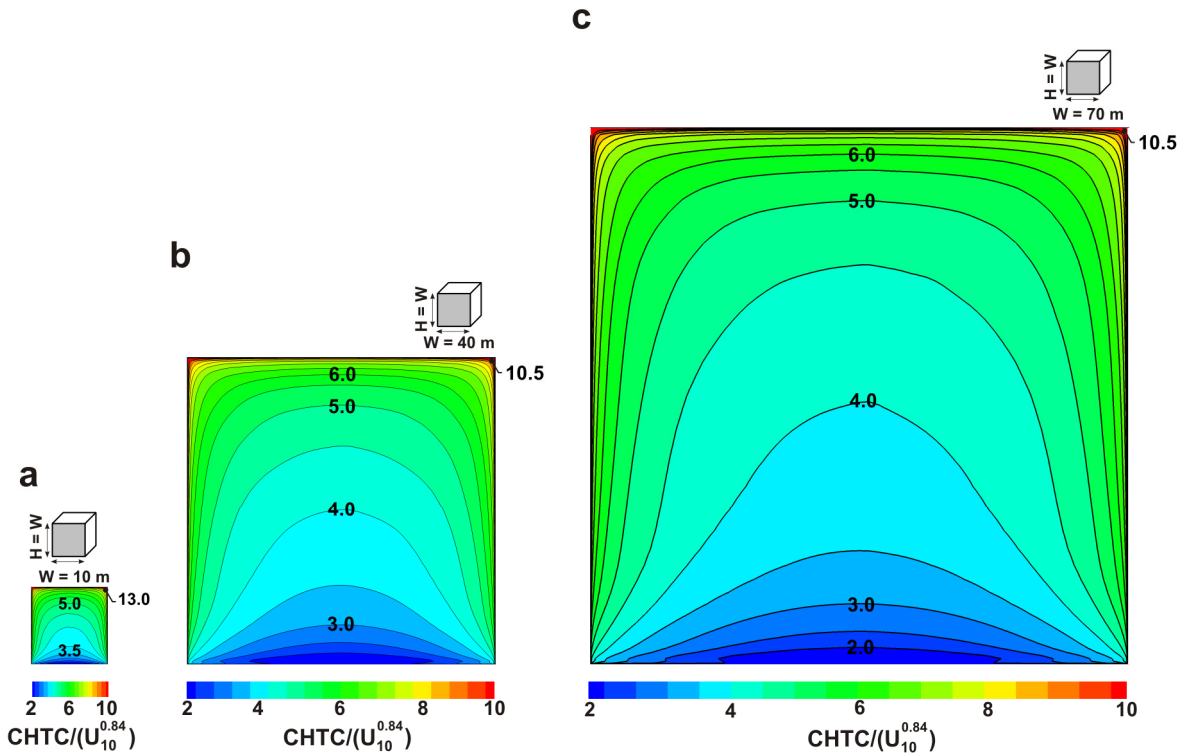 a
H = W
W = 10 m
13.0
5.0
3.5
2 6 10
CHTC/(U₁₀^0.84)
b
H = W
W = 40 m
10.5
6.0
5.0
4.0
3.0
2 4 6 8 10
CHTC/(U₁₀^0.84)
c
H = W
W = 70 m
10.5
6.0
5.0
4.0
3.0
2.0
2 4 6 8 10
CHTC/(U₁₀^0.84)